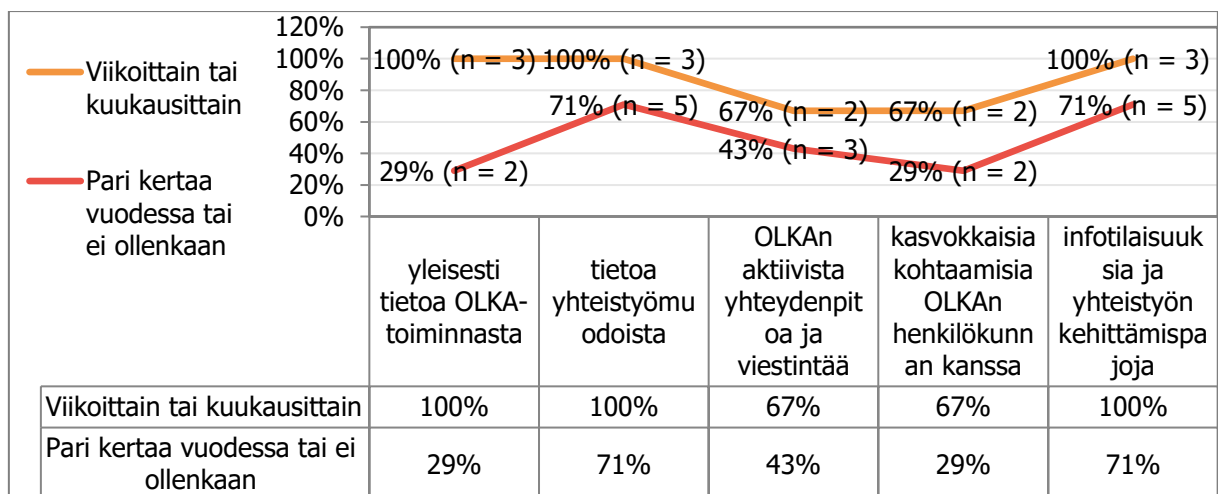 120%
100%
80%
60%
40%
20%
0%
Viikoittain tai
kuukausittain
Pari kertaa
vuodessa tai
ei ollenkaan
100% (n = 3)
100% (n = 3)
67% (n = 2)
67% (n = 2)
100% (n = 3)
29% (n = 2)
71% (n = 5)
43% (n = 3)
29% (n = 2)
71% (n = 5)
yleisesti
tietoa OLKA-
toiminnasta
tietoa
yhteistyömu
odoista
OLKAn
aktiivista
yhteydenpit
oa ja
viestintää
kasvokkaisia
kohtaamisia
OLKAn
henkilökunn
an kanssa
infotilaisuuk
sia ja
yhteistyön
kehittämispa
joja
Viikoittain tai kuukausittain 100% 100% 67% 67% 100%
Pari kertaa vuodessa tai ei
ollenkaan
29% 71% 43% 29% 71%